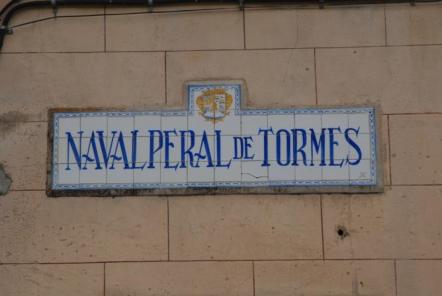 NAVALPERAL DE TORMES